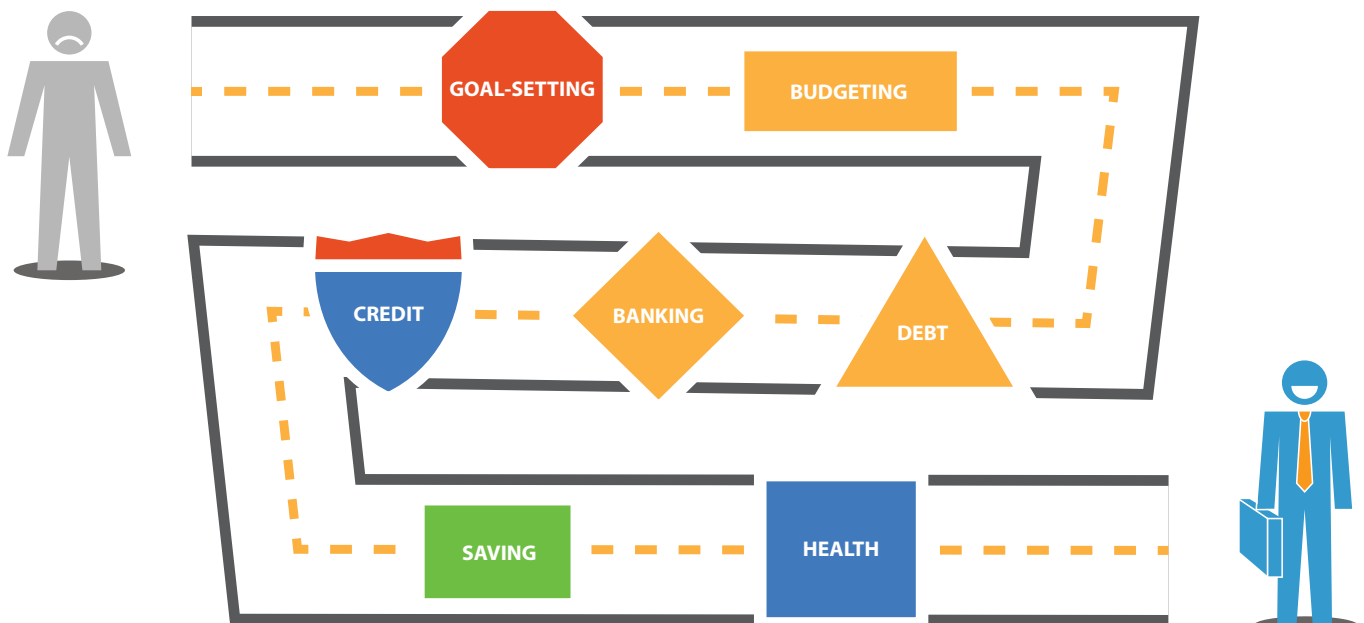 GOAL-SETTING
BUDGETING
CREDIT
BANKING
DEBT
SAVING
HEALTH